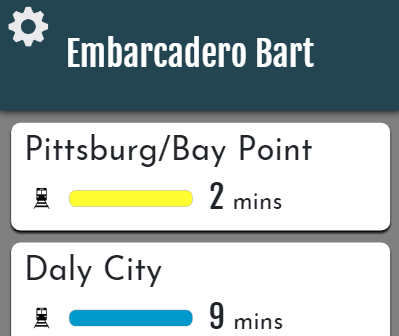 Embarcadero Bart
Pittsburg/Bay Point
2 mins
Daly City
9 mins